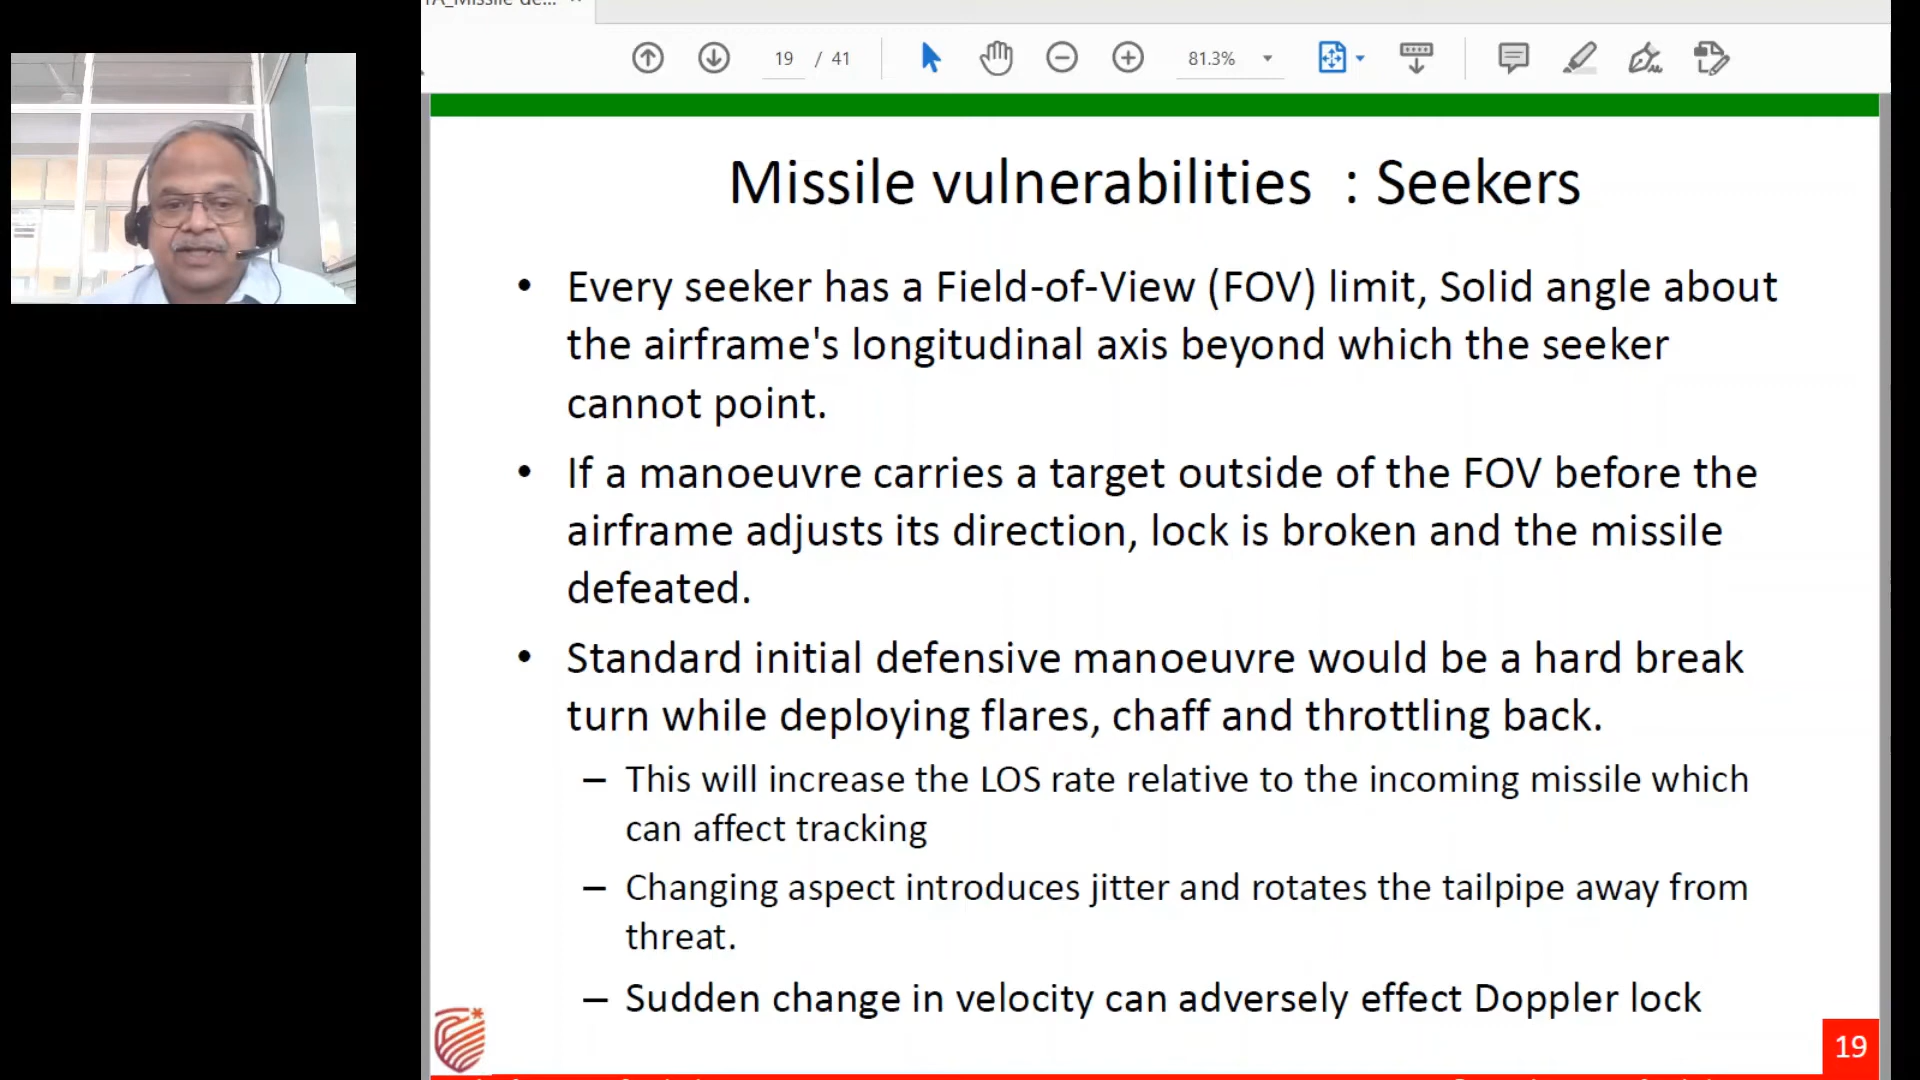 19 / 41
81.3%
Missile vulnerabilities : Seekers
• Every seeker has a Field-of-View (FOV) limit, Solid angle about
the airframe's longitudinal axis beyond which the seeker
cannot point.
• If a manoeuvre carries a target outside of the FOV before the
airframe adjusts its direction, lock is broken and the missile
defeated.
• Standard initial defensive manoeuvre would be a hard break
turn while deploying flares, chaff and throttling back.
– This will increase the LOS rate relative to the incoming missile which
can affect tracking
– Changing aspect introduces jitter and rotates the tailpipe away from
threat.
– Sudden change in velocity can adversely effect Doppler lock
19